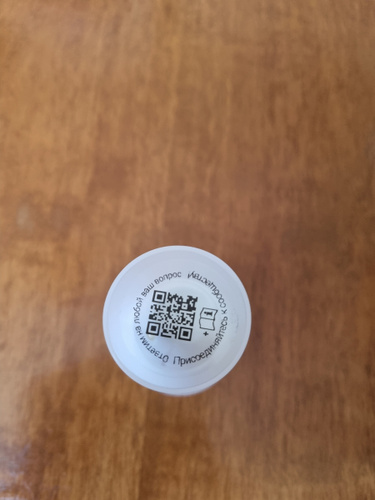 Ответим на любой ваш вопрос
Присоединяйтесь к сообществу